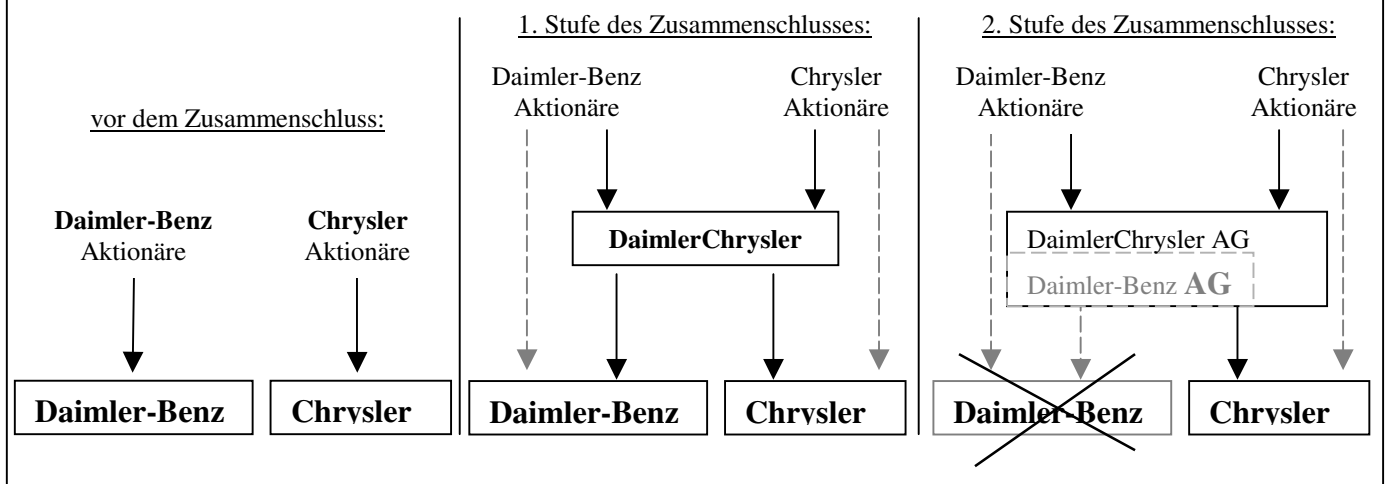 vor dem Zusammenschluss:
Daimler-Benz
Aktionäre
Chrysler
Aktionäre
Daimler-Benz
Chrysler
1. Stufe des Zusammenschlusses:
Daimler-Benz
Aktionäre
Chrysler
Aktionäre
DaimlerChrysler
Daimler-Benz
Chrysler
2. Stufe des Zusammenschlusses:
Daimler-Benz
Aktionäre
Chrysler
Aktionäre
DaimlerChrysler AG
Daimler-Benz AG
Daimler-Benz
Chrysler